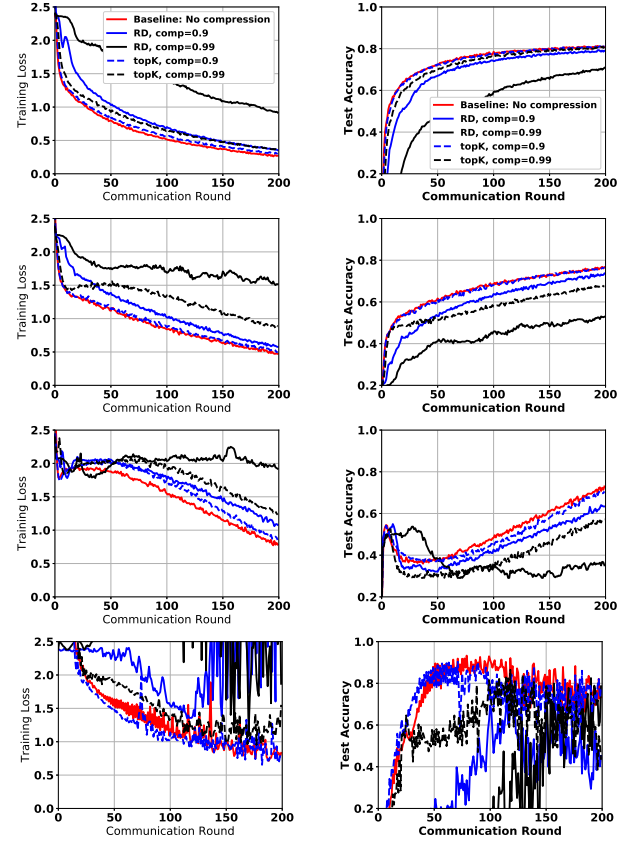 2.5
2.0
1.5
1.0
0.5
0.0
Training Loss
0 50 100 150 200
Communication Round
Baseline: No compression
RD, comp=0.9
RD, comp=0.99
topK, comp=0.9
topK, comp=0.99
1.0
0.8
0.6
0.4
0.2
Test Accuracy
0 50 100 150 200
Communication Round
Baseline: No compression
RD, comp=0.9
RD, comp=0.99
topK, comp=0.9
topK, comp=0.99
2.5
2.0
1.5
1.0
0.5
0.0
Training Loss
0 50 100 150 200
Communication Round
1.0
0.8
0.6
0.4
0.2
Test Accuracy
0 50 100 150 200
Communication Round
2.5
2.0
1.5
1.0
0.5
0.0
Training Loss
0 50 100 150 200
Communication Round
1.0
0.8
0.6
0.4
0.2
Test Accuracy
0 50 100 150 200
Communication Round
2.5
2.0
1.5
1.0
0.5
0.0
Training Loss
0 50 100 150 200
Communication Round
1.0
0.8
0.6
0.4
0.2
Test Accuracy
0 50 100 150 200
Communication Round